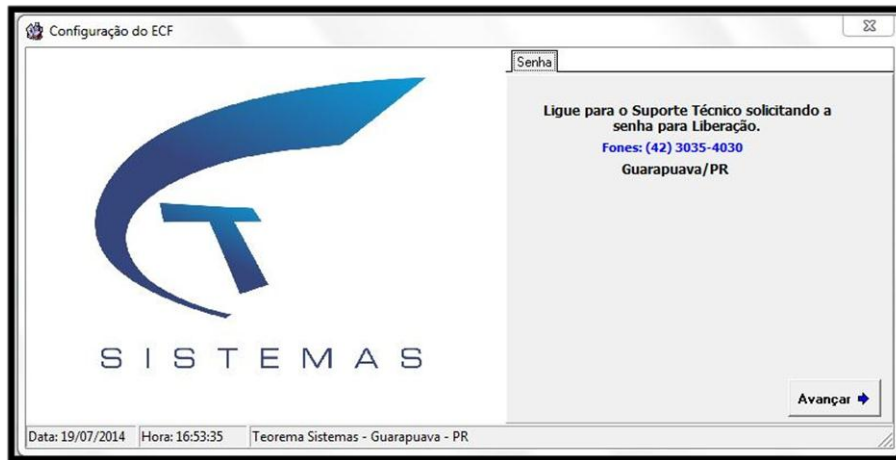 Configuração do ECF
Senha
Ligue para o Suporte Técnico solicitando a
senha para Liberação.
Fones: (42) 3035-4030
Guarapuava/PR
T
SISTEMAS
Avançar
Data: 19/07/2014 Hora: 16:53:35 Teorema Sistemas - Guarapuava - PR